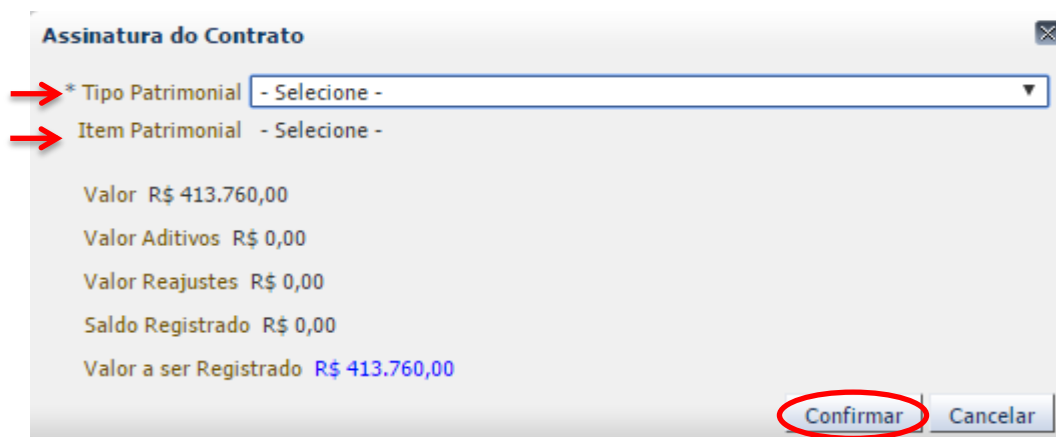 Assinatura do Contrato
* Tipo Patrimonial - Selecione -
Item Patrimonial - Selecione -
Valor R$ 413.760,00
Valor Aditivos R$ 0,00
Valor Reajustes R$ 0,00
Saldo Registrado R$ 0,00
Valor a ser Registrado R$ 413.760,00
Confirmar Cancelar